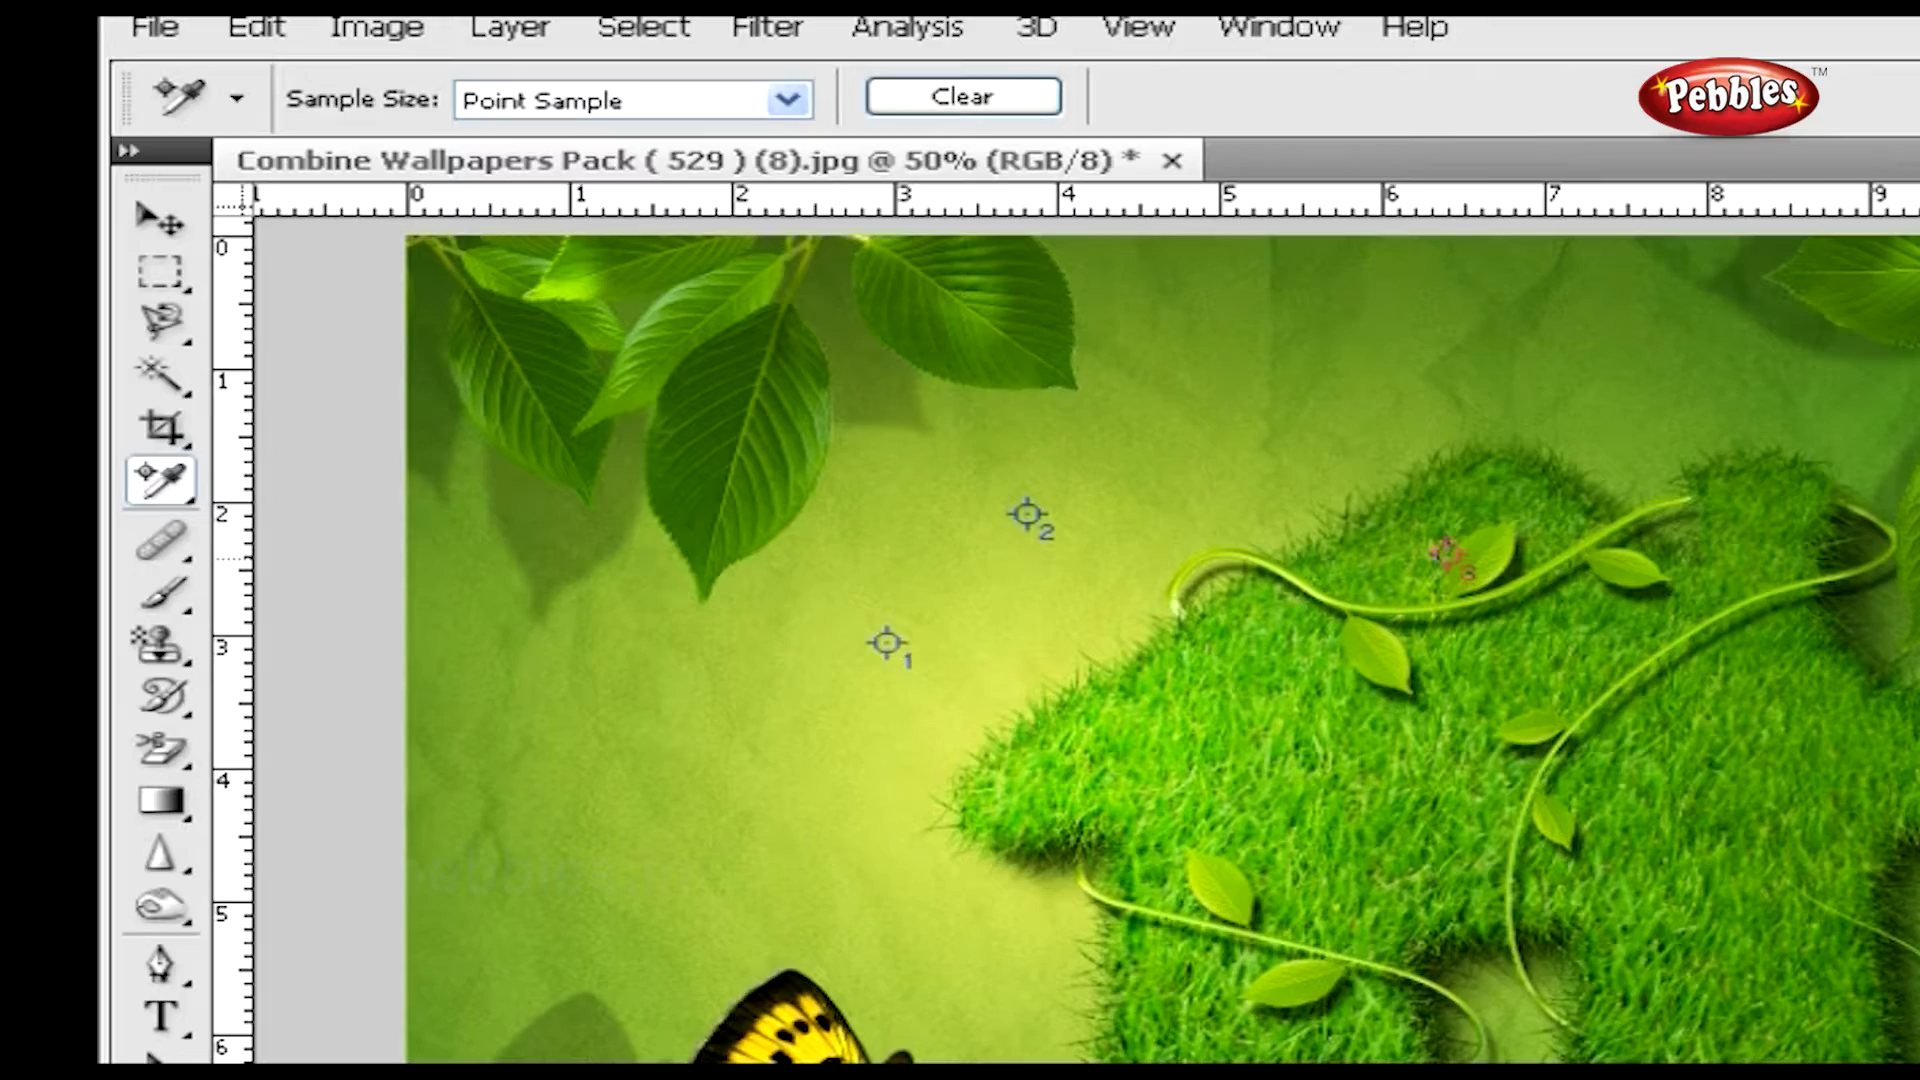 File Edit Image Layer Select Filter Analysis 3D View Window Help
Sample Size: Point Sample Clear
Pebbles TM
Combine Wallpapers Pack ( 529 ) (8).jpg @ 50% (RGB/8) * ×
1 0 1 2 3 4 5 6 7 8 9
0
1
2
2
3
3
1
4
5
T
6